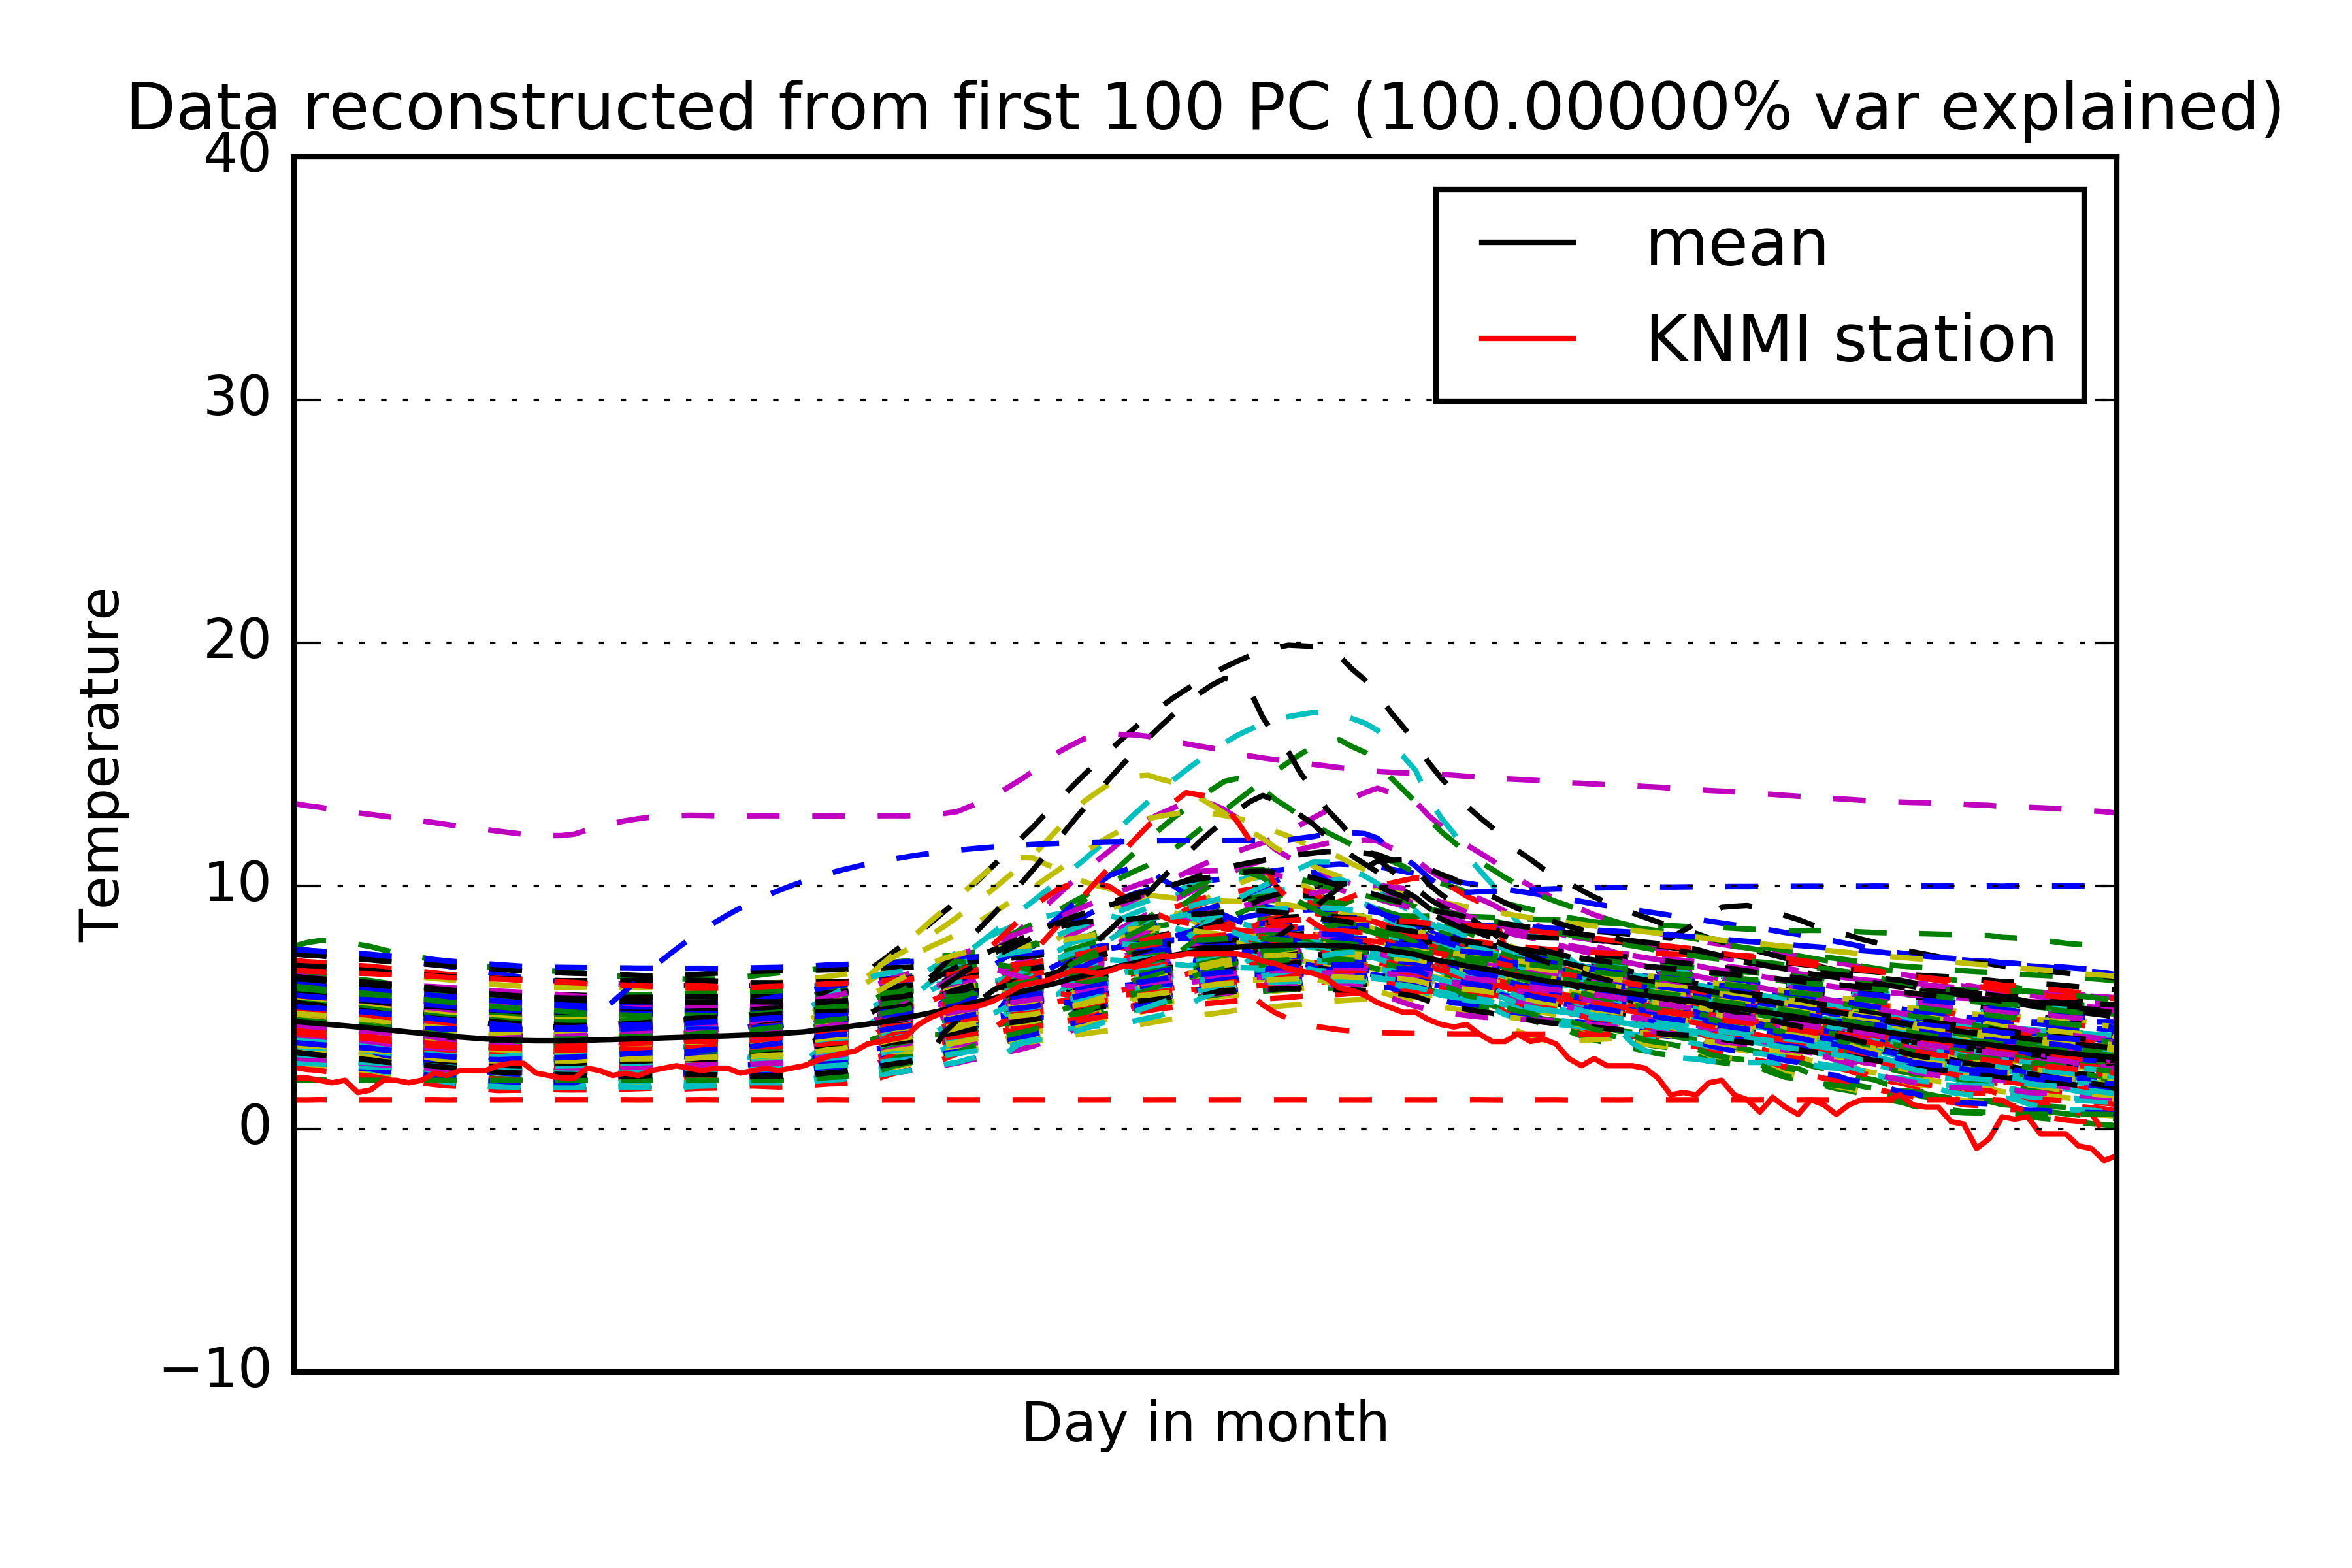 Data reconstructed from first 100 PC (100.00000% var explained)
40
30
20
10
0
−10
Temperature
mean
KNMI station
Day in month